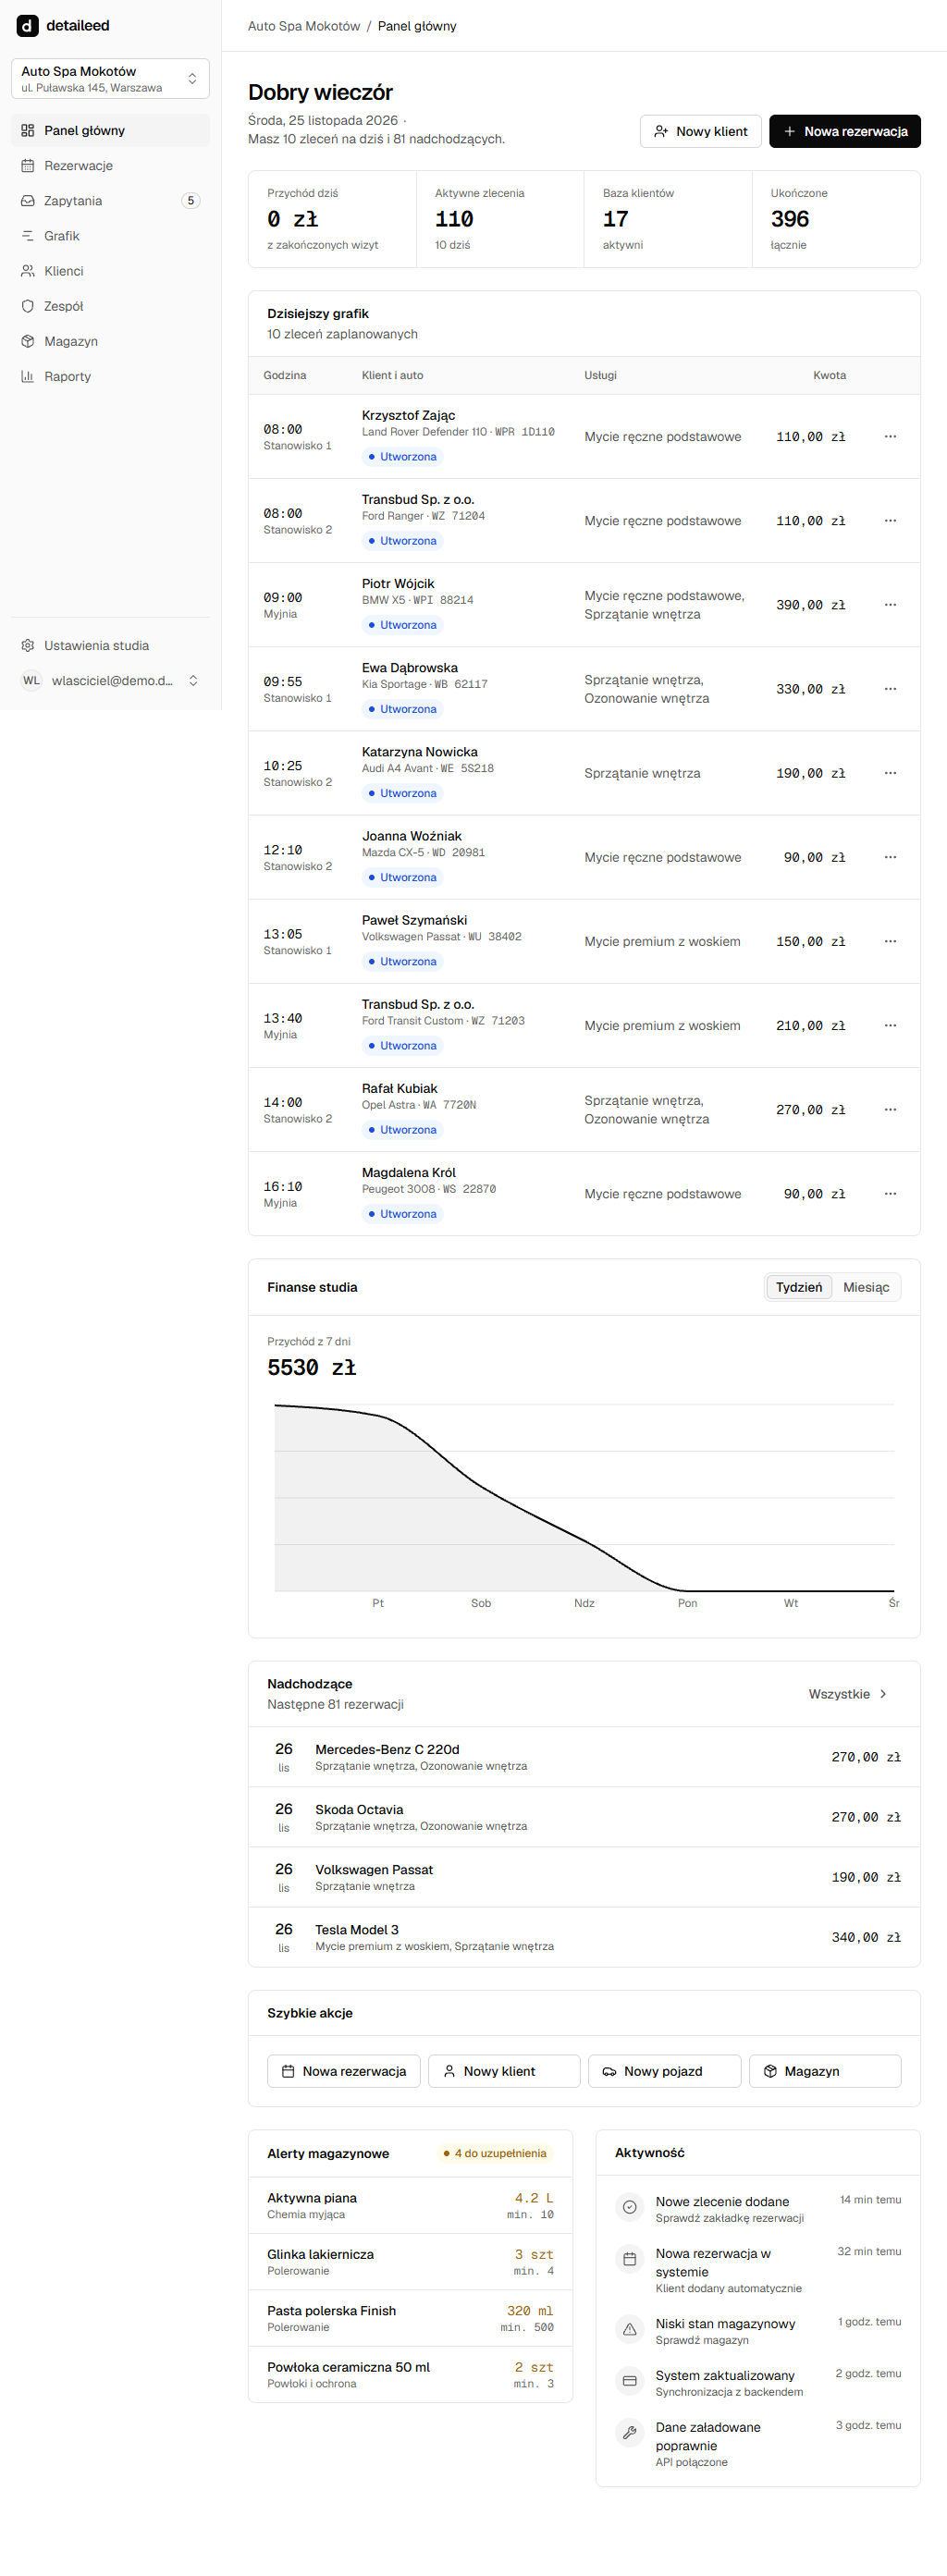 detaileed
Auto Spa Mokotów / Panel główny
Auto Spa Mokotów
ul. Puławska 145, Warszawa
Panel główny
Rezerwacje
Zapytania 5
Grafik
Klienci
Zespół
Magazyn
Raporty
Ustawienia studia
WL wlasciciel@demo.d...
Dobry wieczór
Środa, 25 listopada 2026 ·
Masz 10 zleceń na dziś i 81 nadchodzących.
Nowy klient
Nowa rezerwacja
Przychód dziś
0 zł
z zakończonych wizyt
Aktywne zlecenia
110
10 dziś
Baza klientów
17
aktywni
Ukończone
396
łącznie
Dzisiejszy grafik
10 zleceń zaplanowanych
Godzina Klient i auto Usługi Kwota
08:00
Stanowisko 1
Krzysztof Zając
Land Rover Defender 110 · WPR 1D110
Utworzona
Mycie ręczne podstawowe
110,00 zł
08:00
Stanowisko 2
Transbud Sp. z o.o.
Ford Ranger · WZ 71204
Utworzona
Mycie ręczne podstawowe
110,00 zł
09:00
Myjnia
Piotr Wójcik
BMW X5 · WPI 88214
Utworzona
Mycie ręczne podstawowe,
Sprzątanie wnętrza
390,00 zł
09:55
Stanowisko 1
Ewa Dąbrowska
Kia Sportage · WB 62117
Utworzona
Sprzątanie wnętrza,
Ozonowanie wnętrza
330,00 zł
10:25
Stanowisko 2
Katarzyna Nowicka
Audi A4 Avant · WE 5S218
Utworzona
Sprzątanie wnętrza
190,00 zł
12:10
Stanowisko 2
Joanna Woźniak
Mazda CX-5 · WD 20981
Utworzona
Mycie ręczne podstawowe
90,00 zł
13:05
Stanowisko 1
Paweł Szymański
Volkswagen Passat · WU 38402
Utworzona
Mycie premium z woskiem
150,00 zł
13:40
Myjnia
Transbud Sp. z o.o.
Ford Transit Custom · WZ 71203
Utworzona
Mycie premium z woskiem
210,00 zł
14:00
Stanowisko 2
Rafał Kubiak
Opel Astra · WA 7720N
Utworzona
Sprzątanie wnętrza,
Ozonowanie wnętrza
270,00 zł
16:10
Myjnia
Magdalena Król
Peugeot 3008 · WS 22870
Utworzona
Mycie ręczne podstawowe
90,00 zł
Finanse studia
Tydzień Miesiąc
Przychód z 7 dni
5530 zł
Pt Sob Ndz Pon Wt Śr
Nadchodzące
Następne 81 rezerwacji
Wszystkie
26
lis
Mercedes-Benz C 220d
Sprzątanie wnętrza, Ozonowanie wnętrza
270,00 zł
26
lis
Skoda Octavia
Sprzątanie wnętrza, Ozonowanie wnętrza
270,00 zł
26
lis
Volkswagen Passat
Sprzątanie wnętrza
190,00 zł
26
lis
Tesla Model 3
Mycie premium z woskiem, Sprzątanie wnętrza
340,00 zł
Szybkie akcje
Nowa rezerwacja
Nowy klient
Nowy pojazd
Magazyn
Alerty magazynowe
4 do uzupełnienia
Aktywna piana 4.2 L
Chemia myjąca min. 10
Glinka lakiernicza 3 szt
Polerowanie min. 4
Pasta polerska Finish 320 ml
Polerowanie min. 500
Powłoka ceramiczna 50 ml 2 szt
Powłoki i ochrona min. 3
Aktywność
Nowe zlecenie dodane 14 min temu
Sprawdź zakładkę rezerwacji
Nowa rezerwacja w 32 min temu
systemie
Klient dodany automatycznie
Niski stan magazynowy 1 godz. temu
Sprawdź magazyn
System zaktualizowany 2 godz. temu
Synchronizacja z backendem
Dane załadowane 3 godz. temu
poprawnie
API połączone